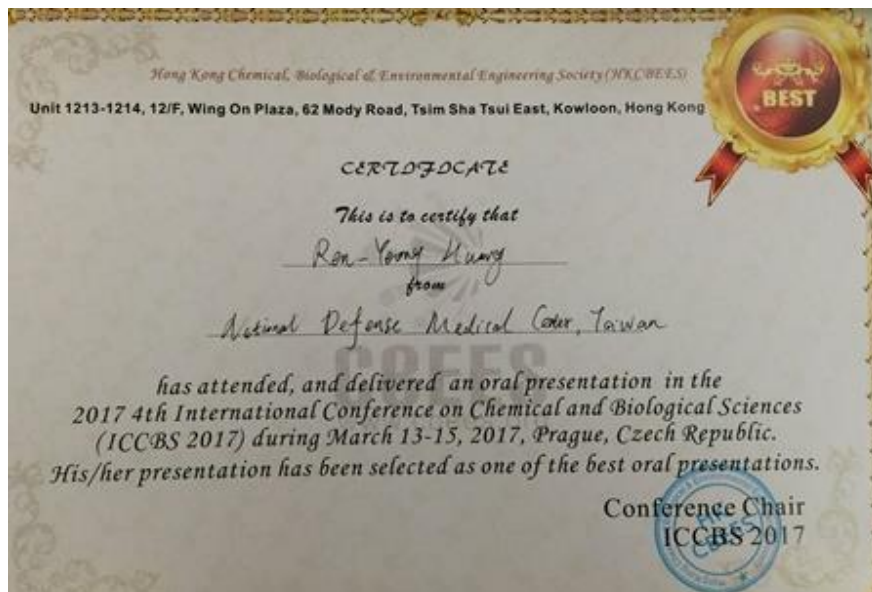 Hong Kong Chemical, Biological & Environmental Engineering Society (HKCBEES)
BEST
Unit 1213-1214, 12/F, Wing On Plaza, 62 Mody Road, Tsim Sha Tsui East, Kowloon, Hong Kong
CERTIFICATE
This is to certify that
Ren-Yeong Huang
from
National Defense Medical Center, Taiwan
CBEES
has attended, and delivered an oral presentation in the
2017 4th International Conference on Chemical and Biological Sciences
(ICCBS 2017) during March 13-15, 2017, Prague, Czech Republic.
His/her presentation has been selected as one of the best oral presentations.
Conference Chair
ICCBS 2017
HK
CBEES